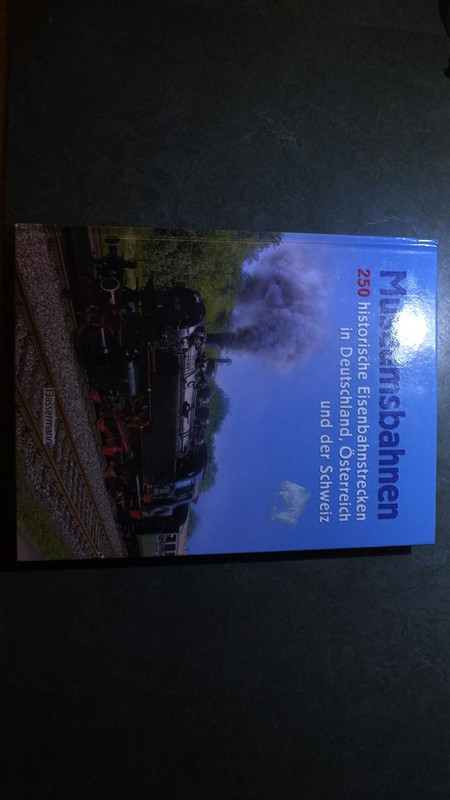 Museumsbahnen
250 historische Eisenbahnstrecken
in Deutschland, Österreich
und der Schweiz
Bassermann